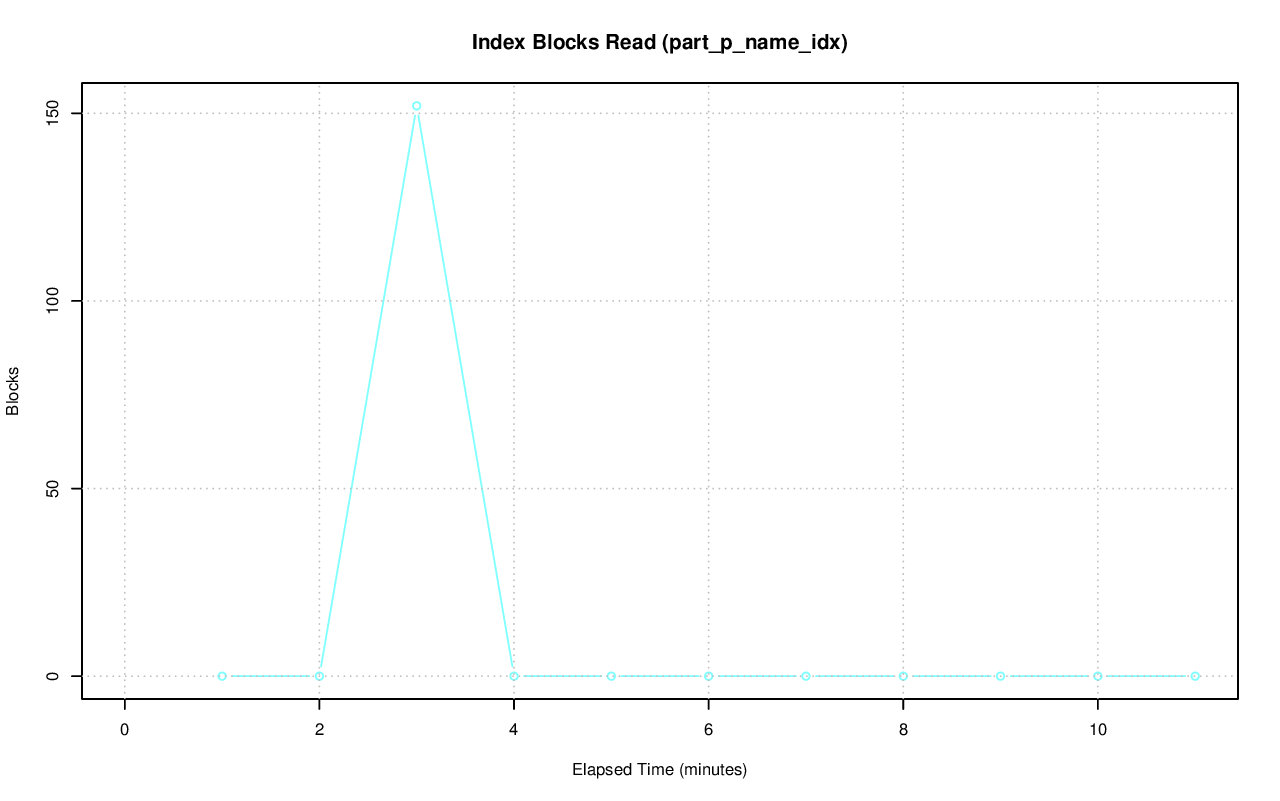 Index Blocks Read (part_p_name_idx)
150
100
50
0
Blocks
0 2 4 6 8 10
Elapsed Time (minutes)